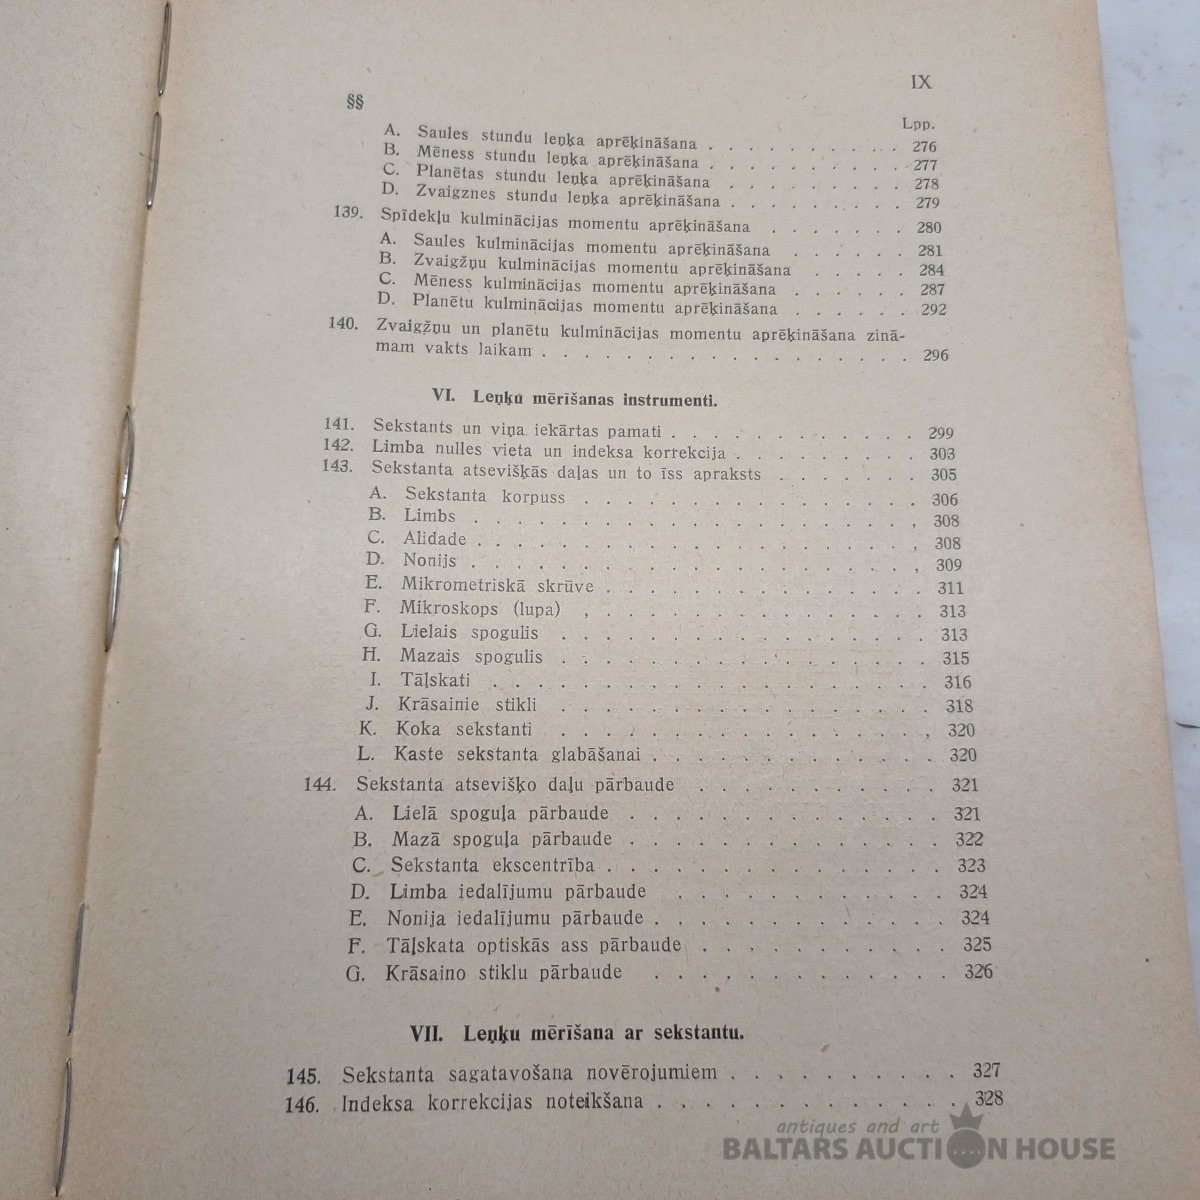 IX
§§
Lpp.
A. Saules stundu leņķa aprēķināšana . . . . . . . . . . 276
B. Mēness stundu leņķa aprēķināšana . . . . . . . . . . 277
C. Planētas stundu leņķa aprēķināšana . . . . . . . . . 278
D. Zvaigznes stundu leņķa aprēķināšana . . . . . . . . . 279
139. Spīdekļu kulminācijas momentu aprēķināšana . . . . . . . 280
A. Saules kulminācijas momentu aprēķināšana . . . . . . 281
B. Zvaigžņu kulminācijas momentu aprēķināšana . . . . . 284
C. Mēness kulminācijas momentu aprēķināšana . . . . . . 287
D. Planētu kulminācijas momentu aprēķināšana . . . . . . 292
140. Zvaigžņu un planētu kulminācijas momentu aprēķināšana zinā-
mam vakts laikam . . . . . . . . . . . . . . . 296
VI. Leņķu mērīšanas instrumenti.
141. Sekstants un viņa iekārtas pamati . . . . . . . . . . 299
142. Limba nulles vieta un indeksa korrekcija . . . . . . . . 303
143. Sekstanta atsevišķās daļas un to īss apraksts . . . . . . . 305
A. Sekstanta korpuss . . . . . . . . . . . . . . 306
B. Limbs . . . . . . . . . . . . . . . . . . 308
C. Alidade . . . . . . . . . . . . . . . . . . 308
D. Nonijs . . . . . . . . . . . . . . . . . . 309
E. Mikrometriskā skrūve . . . . . . . . . . . . . 311
F. Mikroskops (lupa) . . . . . . . . . . . . . . 313
G. Lielais spogulis . . . . . . . . . . . . . . . 313
H. Mazais spogulis . . . . . . . . . . . . . . . 315
I. Tāļskati . . . . . . . . . . . . . . . . . 316
J. Krāsainie stikli . . . . . . . . . . . . . . . 318
K. Koka sekstanti . . . . . . . . . . . . . . . 320
L. Kaste sekstanta glabāšanai . . . . . . . . . . . . 320
144. Sekstanta atsevišķo daļu pārbaude . . . . . . . . . . 321
A. Lielā spoguļa pārbaude . . . . . . . . . . . . . 321
B. Mazā spoguļa pārbaude . . . . . . . . . . . . . 322
C. Sekstanta ekscentrība . . . . . . . . . . . . . . 323
D. Limba iedalījumu pārbaude . . . . . . . . . . . 324
E. Nonija iedalījumu pārbaude . . . . . . . . . . . . 324
F. Tāļskata optiskās ass pārbaude . . . . . . . . . . 325
G. Krāsaino stiklu pārbaude . . . . . . . . . . . . 326
VII. Leņķu mērīšana ar sekstantu.
145. Sekstanta sagatavošana novērojumiem . . . . . . . . . . 327
146. Indeksa korrekcijas noteikšana . . . . . . . . . . . . . 328
antiques and art
BALTARS AUCTION HOUSE